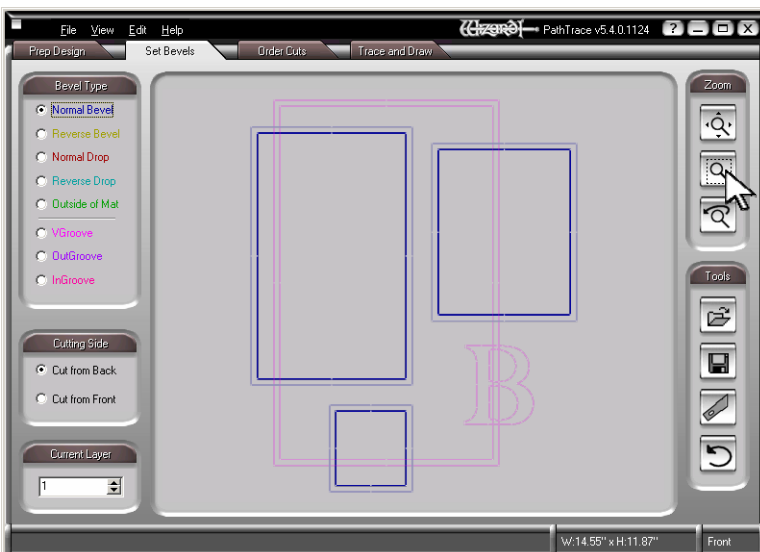 File View Edit Help
Wizard PathTrace v5.4.0.1124 ? X
Prep Design Set Bevels Order Cuts Trace and Draw
Bevel Type
Normal Bevel
Reverse Bevel
Normal Drop
Reverse Drop
Outside of Mat
VGroove
OutGroove
InGroove
Cutting Side
Cut from Back
Cut from Front
Current Layer
1
B
Zoom
Tools
W:14.55" x H:11.87" Front